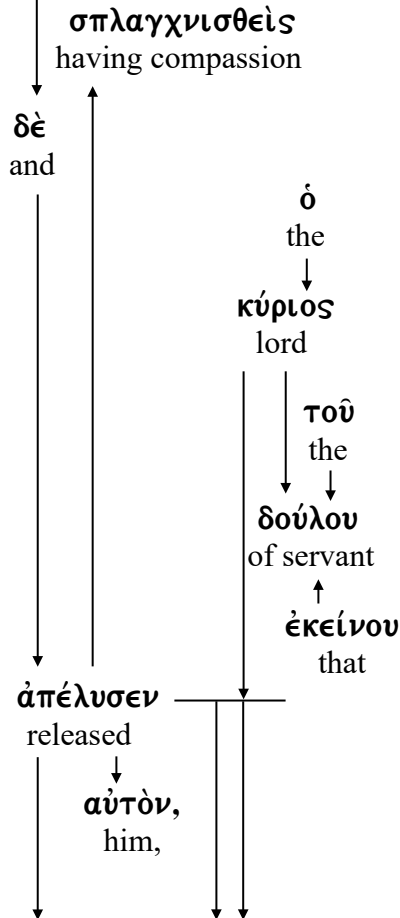 σπλαγχνισθεὶς
having compassion
δὲ
and
ὁ
the
κύριος
lord
τοῦ
the
δούλου
of servant
ἐκείνου
that
ἀπέλυσεν
released
αὐτὸν,
him,